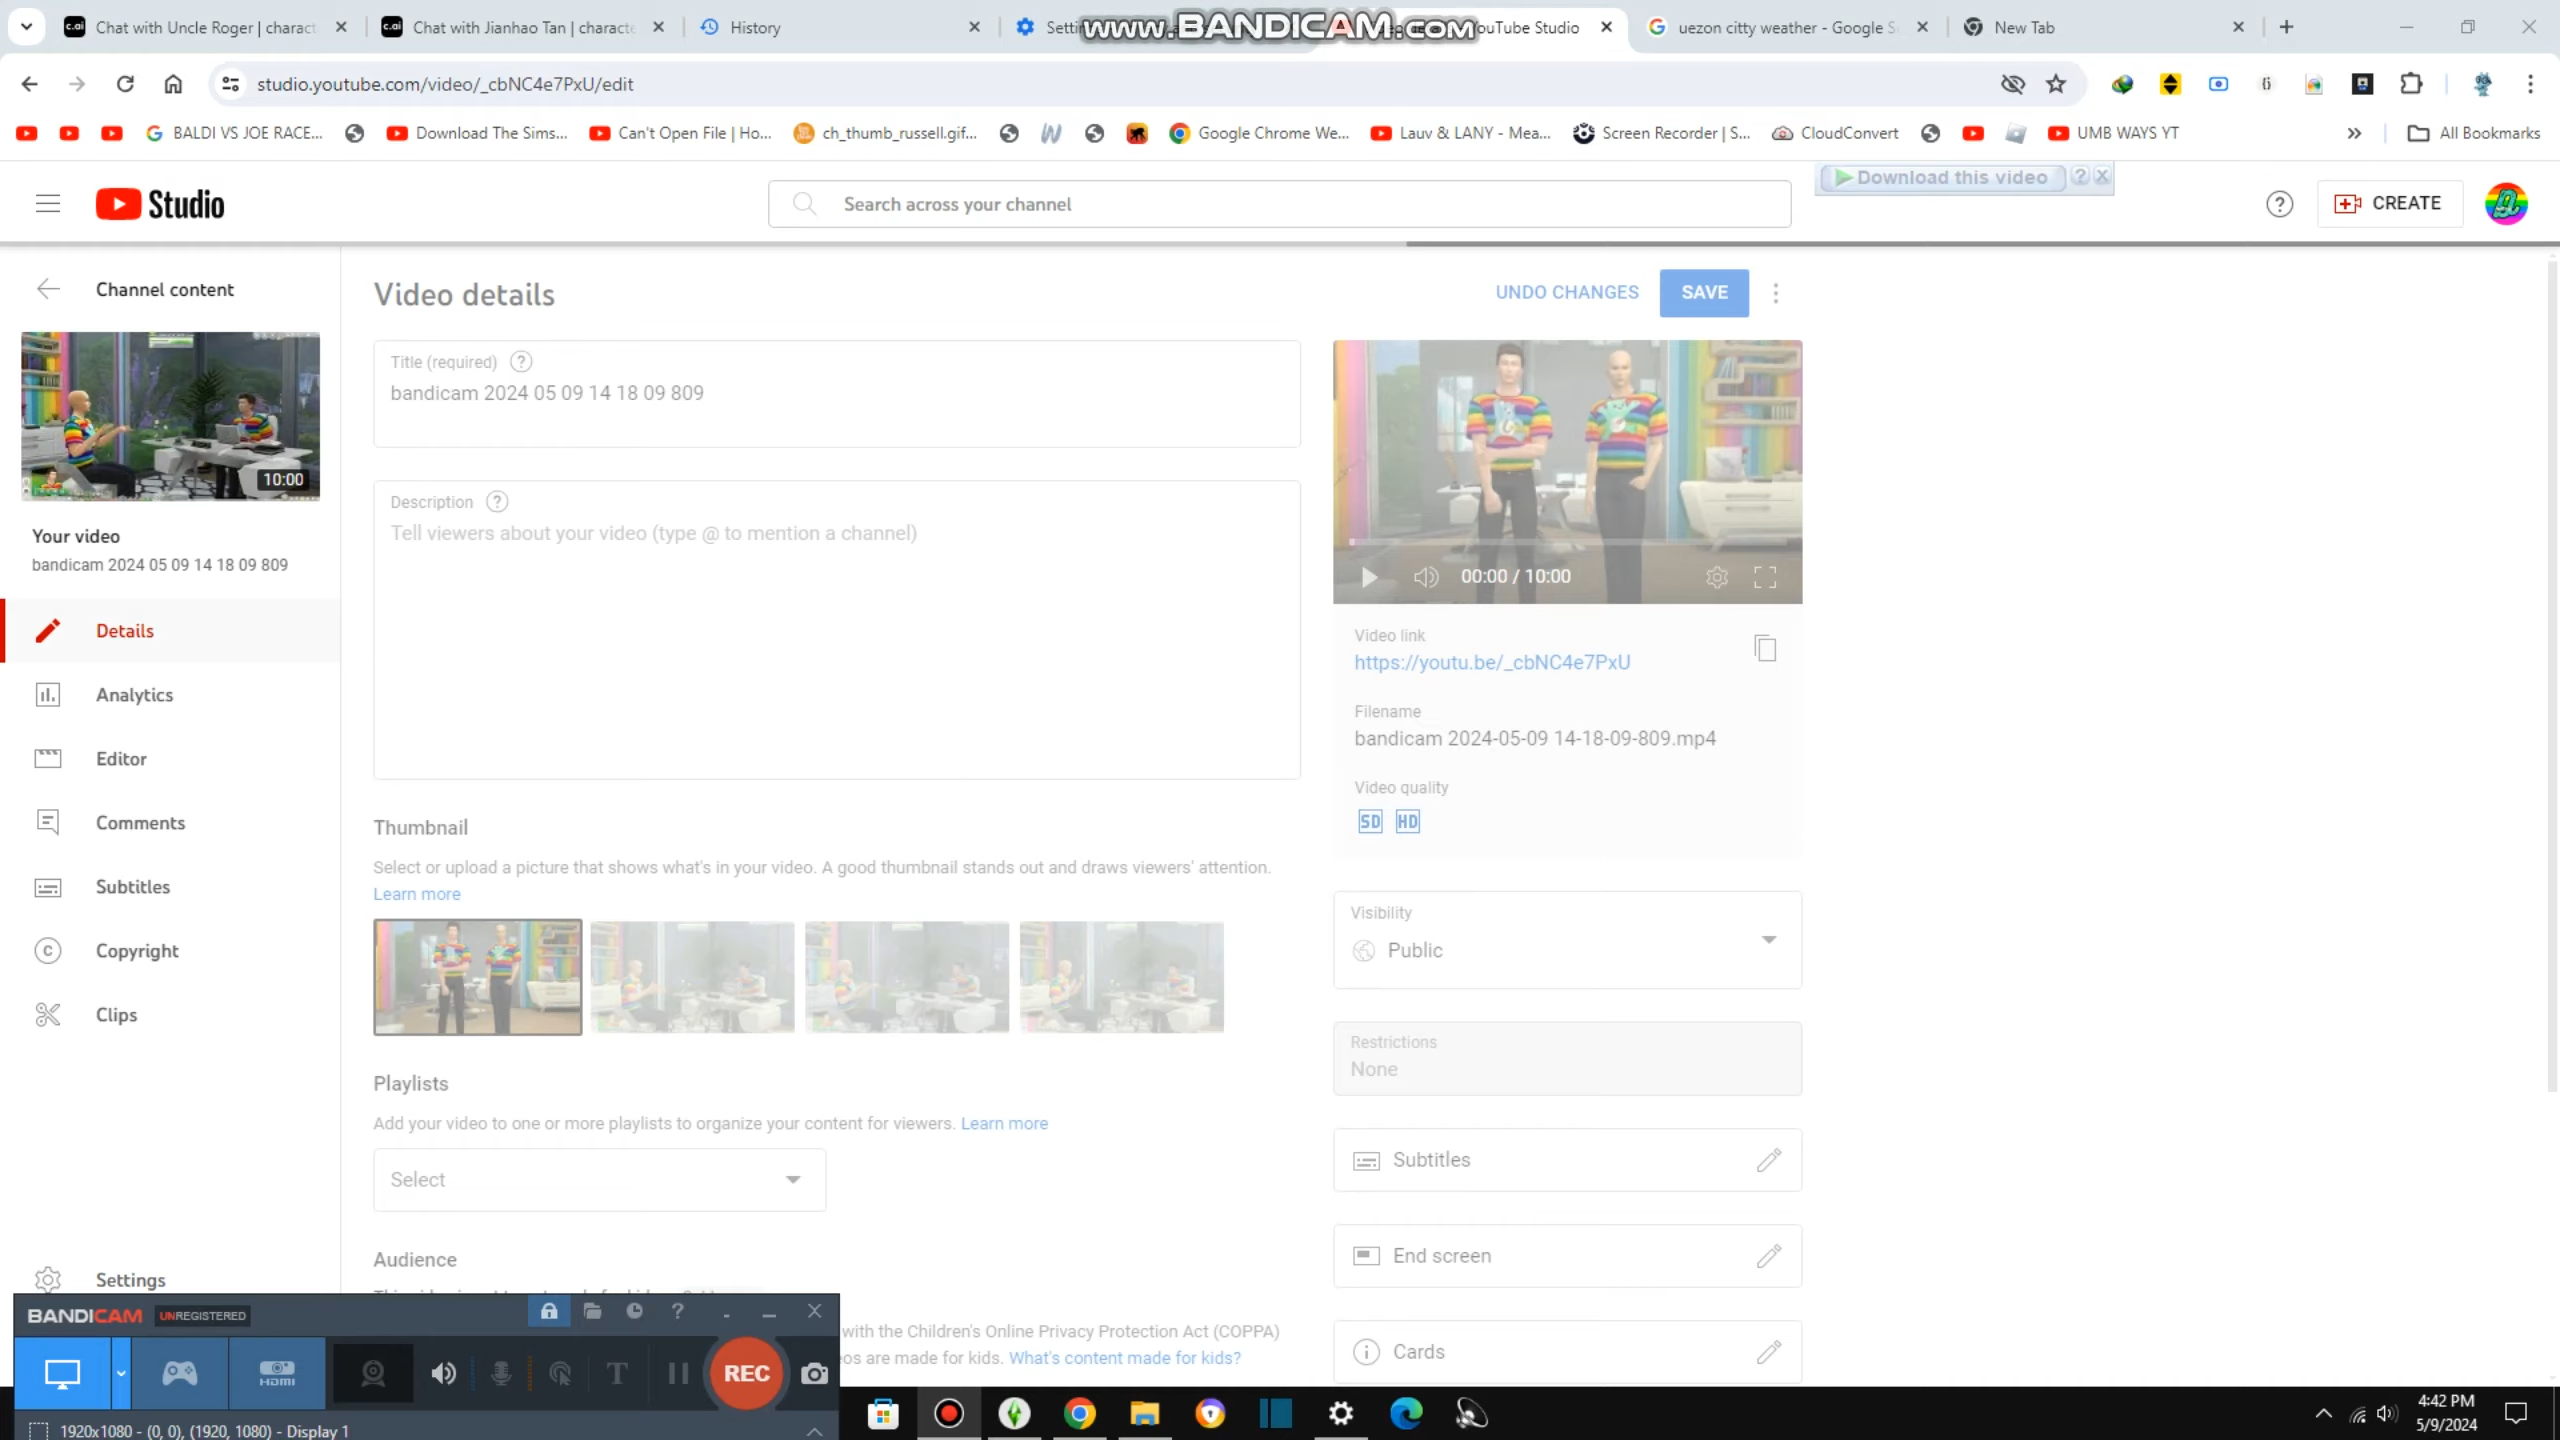 Chat with Uncle Roger | charact
Chat with Jianhao Tan | characte
History
Setti
www.BANDICAM.com
YouTube Studio
uezon citty weather - Google Se
New Tab
studio.youtube.com/video/_cbNC4e7PxU/edit
BALDI VS JOE RACE...
Download The Sims...
Can't Open File | Ho...
ch_thumb_russell.gif...
Google Chrome We...
Lauv & LANY - Mea...
Screen Recorder | S...
CloudConvert
UMB WAYS YT
All Bookmarks
Studio
Search across your channel
Download this video
CREATE
Channel content
10:00
Your video
bandicam 2024 05 09 14 18 09 809
Details
Analytics
Editor
Comments
Subtitles
Copyright
Clips
Settings
Video details
UNDO CHANGES
SAVE
Title (required)
bandicam 2024 05 09 14 18 09 809
Description
Tell viewers about your video (type @ to mention a channel)
Thumbnail
Select or upload a picture that shows what's in your video. A good thumbnail stands out and draws viewers' attention.
Learn more
Playlists
Add your video to one or more playlists to organize your content for viewers. Learn more
Select
Audience
with the Children's Online Privacy Protection Act (COPPA)
eos are made for kids. What's content made for kids?
00:00 / 10:00
Video link
https://youtu.be/_cbNC4e7PxU
Filename
bandicam 2024-05-09 14-18-09-809.mp4
Video quality
SD HD
Visibility
Public
Restrictions
None
Subtitles
End screen
Cards
BANDICAM UNREGISTERED
HDMI
REC
1920x1080 - (0, 0), (1920, 1080) - Display 1
4:42 PM
5/9/2024